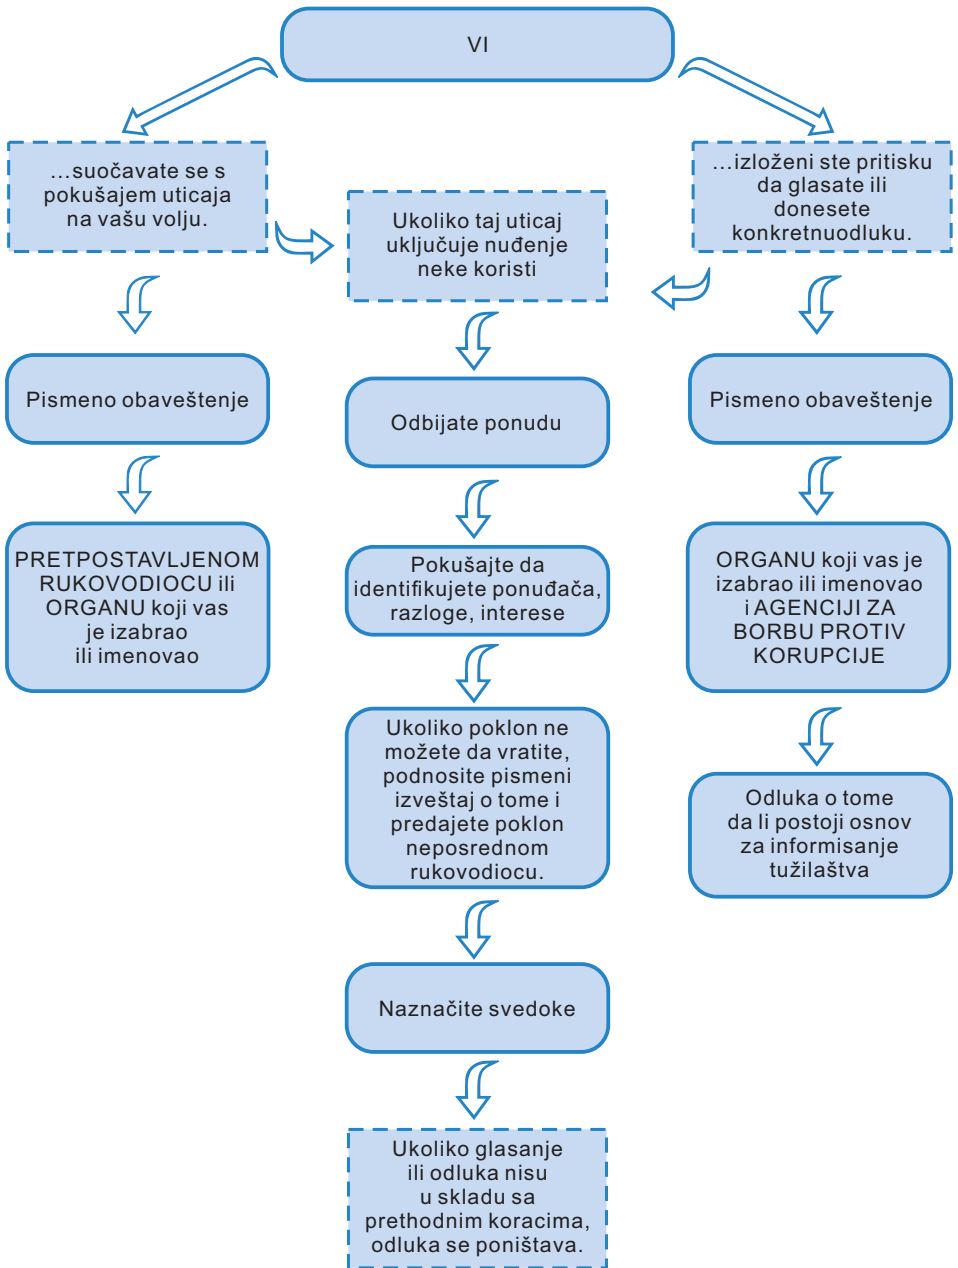 VI
…suočavate se s
pokušajem uticaja
na vašu volju.
Pismeno obaveštenje
PRETPOSTAVLJENOM
RUKOVODIOCU ili
ORGANU koji vas
je izabrao
ili imenovao
Ukoliko taj uticaj
uključuje nuđenje
neke koristi
Odbijate ponudu
Pokušajte da
identifikujete ponuđača,
razloge, interese
Ukoliko poklon ne
možete da vratite,
podnosite pismeni
izveštaj o tome i
predajete poklon
neposrednom
rukovodiocu.
Naznačite svedoke
Ukoliko glasanje
ili odluka nisu
u skladu sa
prethodnim koracima,
odluka se poništava.
…izloženi ste pritisku
da glasate ili
donesete
konkretnuodluku.
Pismeno obaveštenje
ORGANU koji vas je
izabrao ili imenovao
i AGENCIJI ZA
BORBU PROTIV
KORUPCIJE
Odluka o tome
da li postoji osnov
za informisanje
tužilaštva